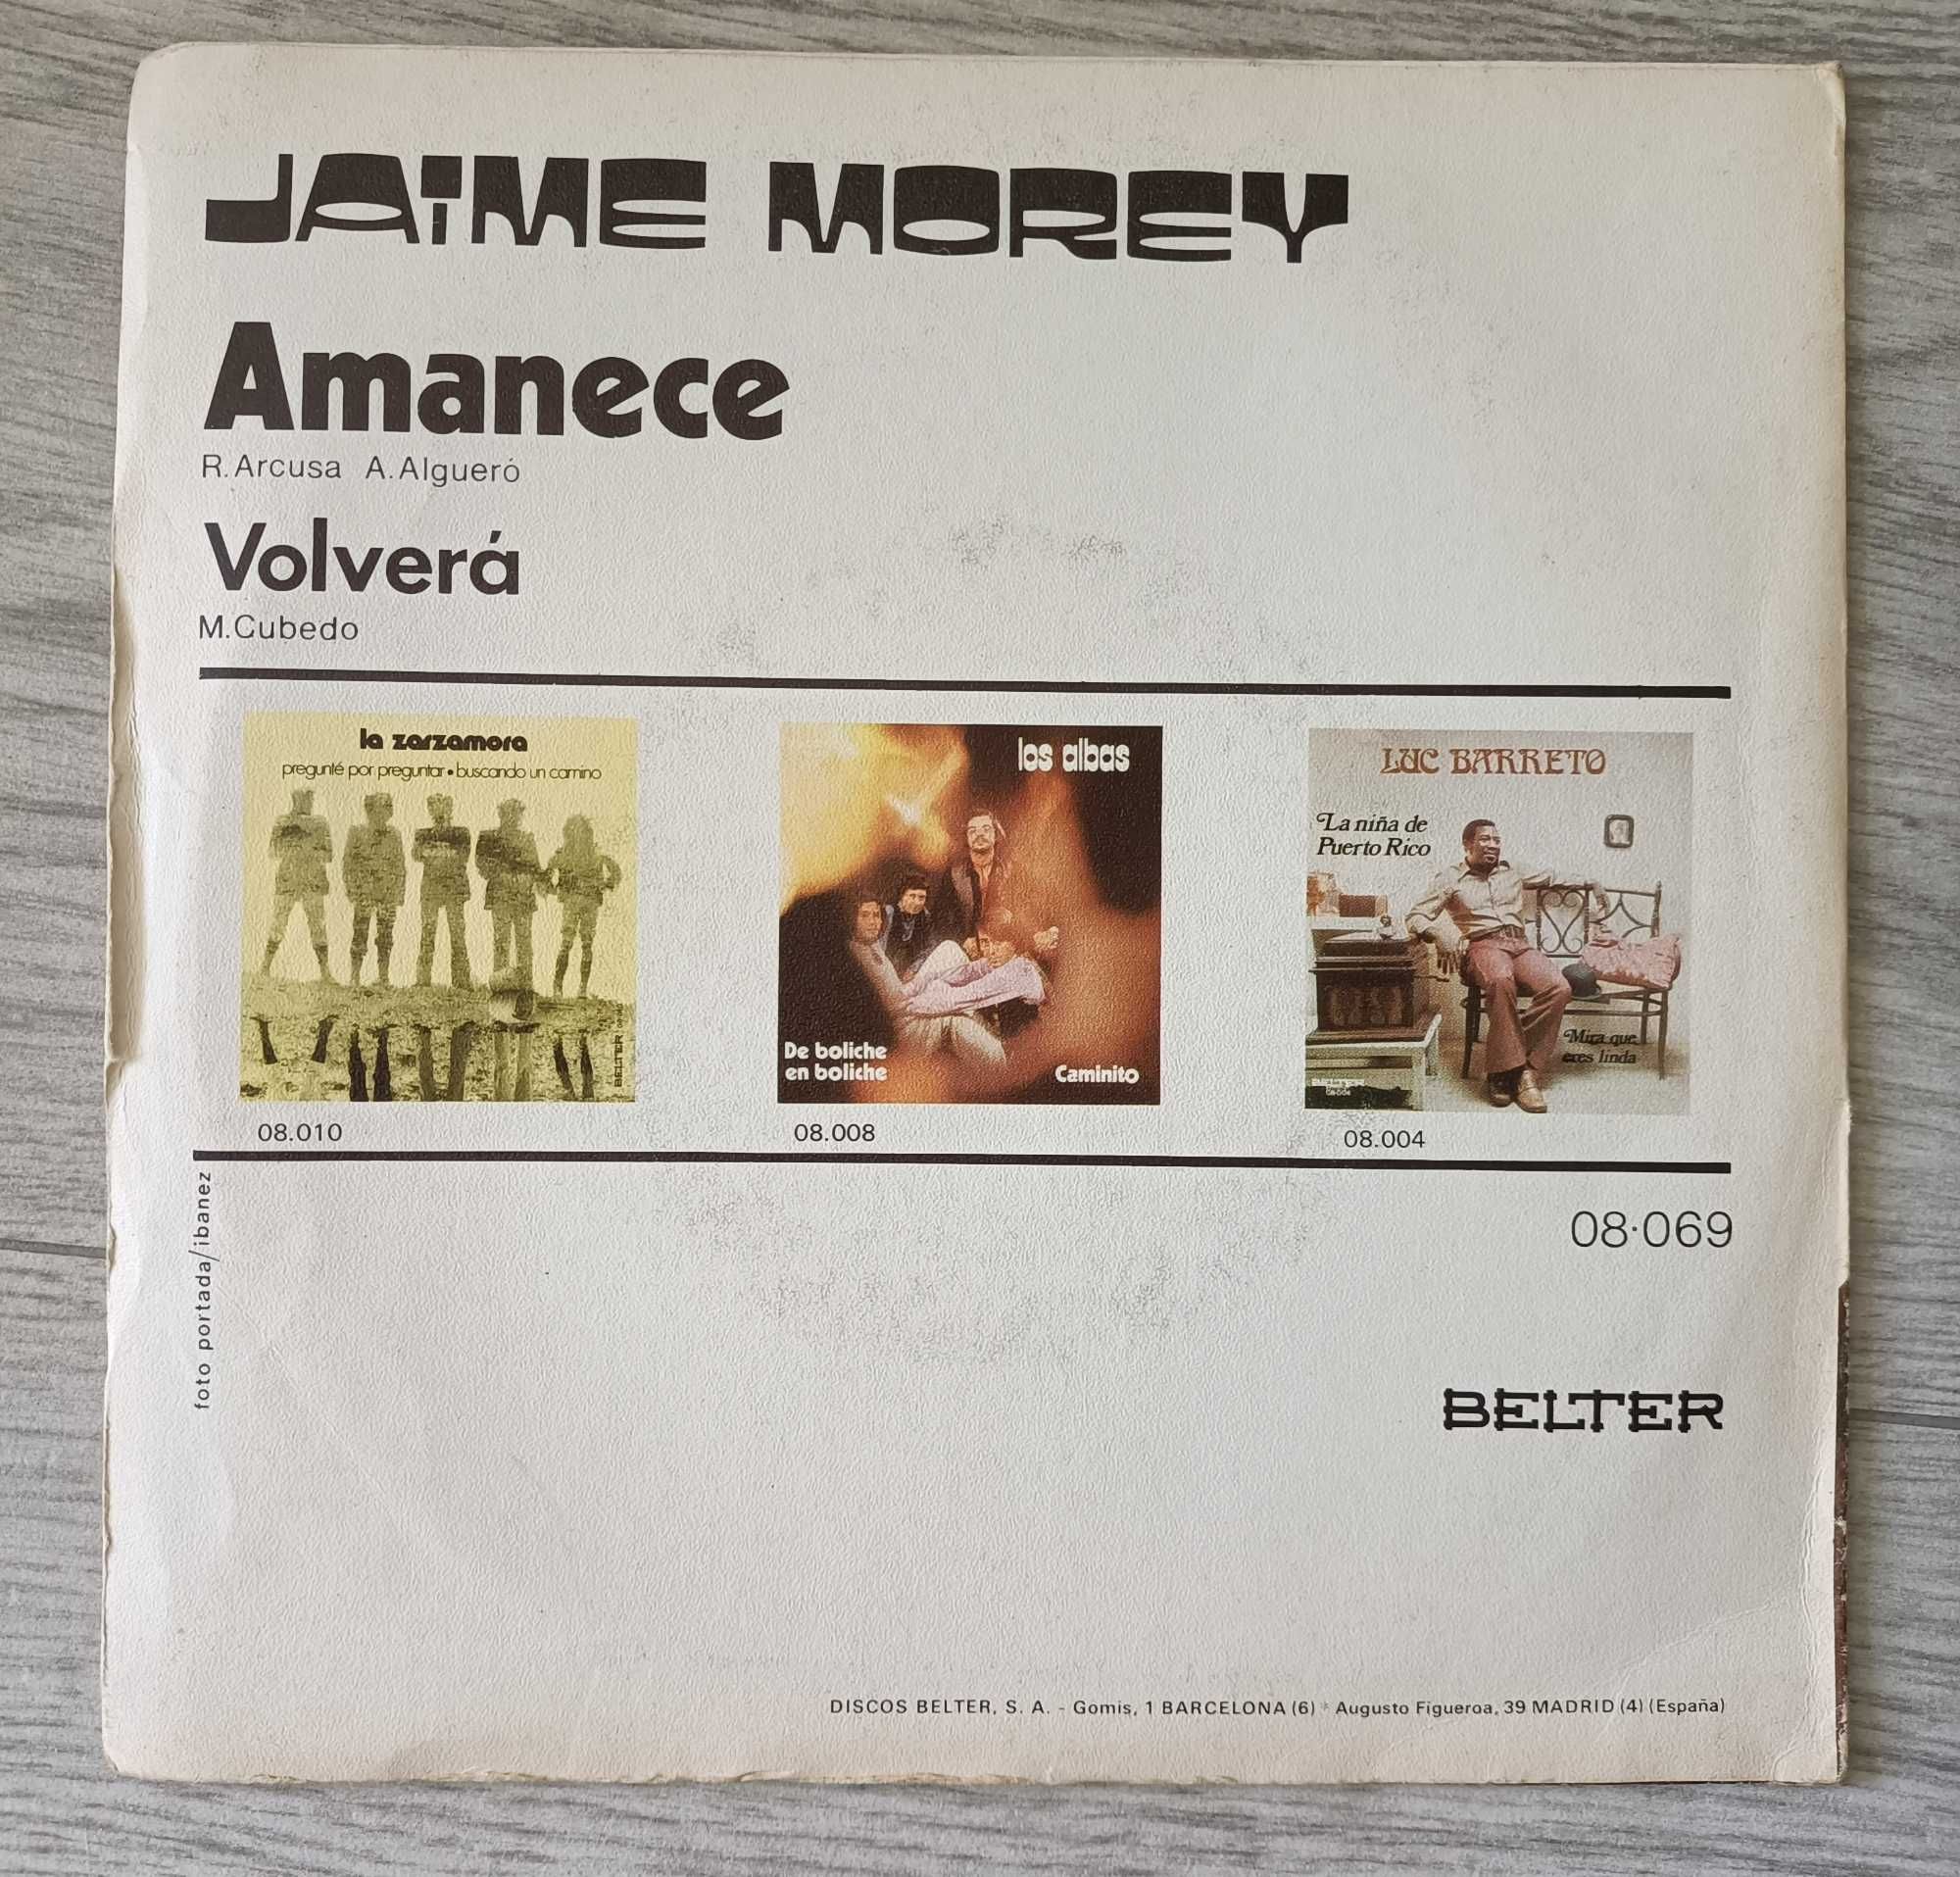 JAiME MOREY
Amanece
R. Arcusa A. Algueró
Volverá
M. Cubedo
la zarzamora
pregunté por preguntar • buscando un camino
BELTER
08.010
los albas
De boliche
en boliche
Caminito
08.008
LUC BARRETO
La niña de
Puerto Rico
Mira que
eres linda
08.004
foto portada/ibanez
08·069
BELTER
DISCOS BELTER, S. A. - Gomis, 1 BARCELONA (6) * Augusto Figueroa, 39 MADRID (4) (España)